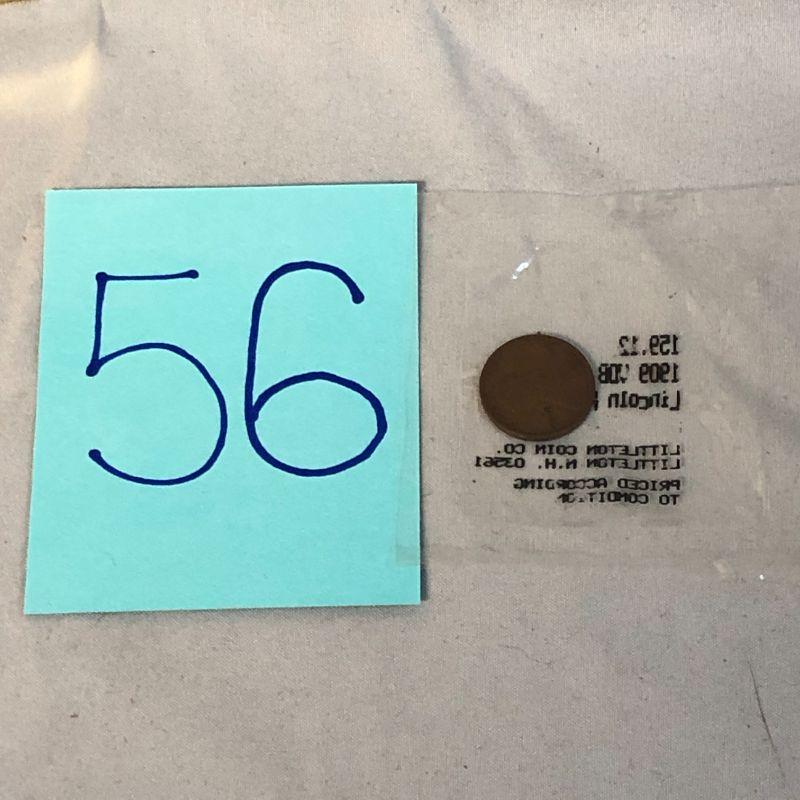 56
159.12
1909 VDB
Lincoln
LITTLETON COIN CO.
LITTLETON N.H. 03561
PRICED ACCORDING
TO CONDITION